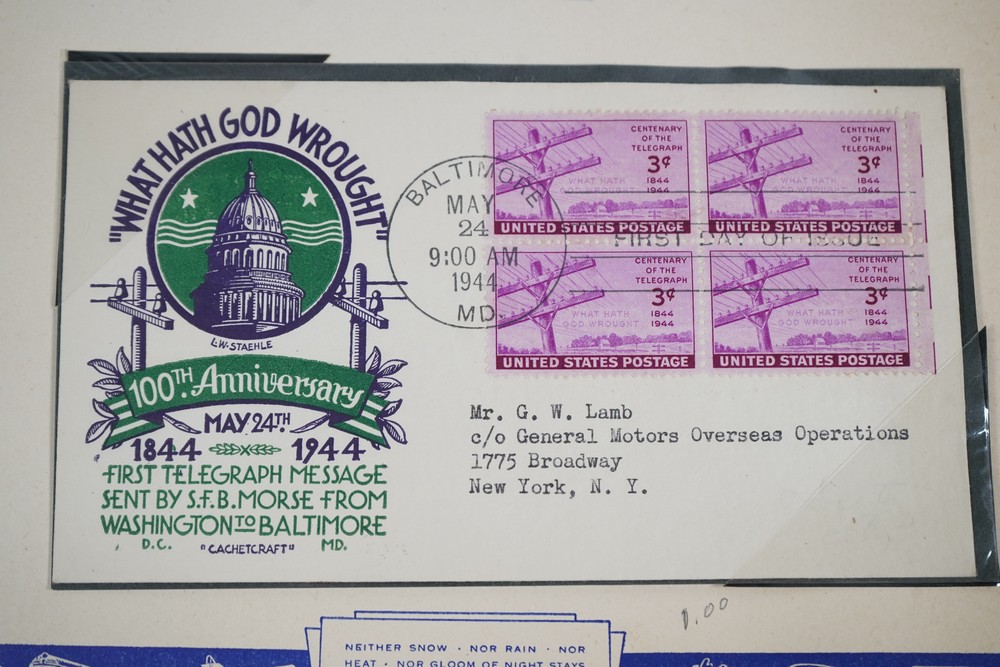 "WHAT HATH GOD WROUGHT"
L.W. STAEHLE
100TH Anniversary
MAY 24TH
1844 1944
FIRST TELEGRAPH MESSAGE
SENT BY S.F.B. MORSE FROM
WASHINGTON TO BALTIMORE
D.C. "CACHETCRAFT" MD.
BALTIMORE
MAY
24
9:00 AM
1944
MD.
FIRST DAY OF ISSUE
CENTENARY
OF THE
TELEGRAPH
3¢
WHAT HATH
GOD WROUGHT
1844
1944
UNITED STATES POSTAGE
CENTENARY
OF THE
TELEGRAPH
3¢
WHAT HATH
GOD WROUGHT
1844
1944
UNITED STATES POSTAGE
CENTENARY
OF THE
TELEGRAPH
3¢
WHAT HATH
GOD WROUGHT
1844
1944
UNITED STATES POSTAGE
CENTENARY
OF THE
TELEGRAPH
3¢
WHAT HATH
GOD WROUGHT
1844
1944
UNITED STATES POSTAGE
Mr. G. W. Lamb
c/o General Motors Overseas Operations
1775 Broadway
New York, N. Y.
1.00
NEITHER SNOW · NOR RAIN · NOR
HEAT · NOR GLOOM OF NIGHT STAYS